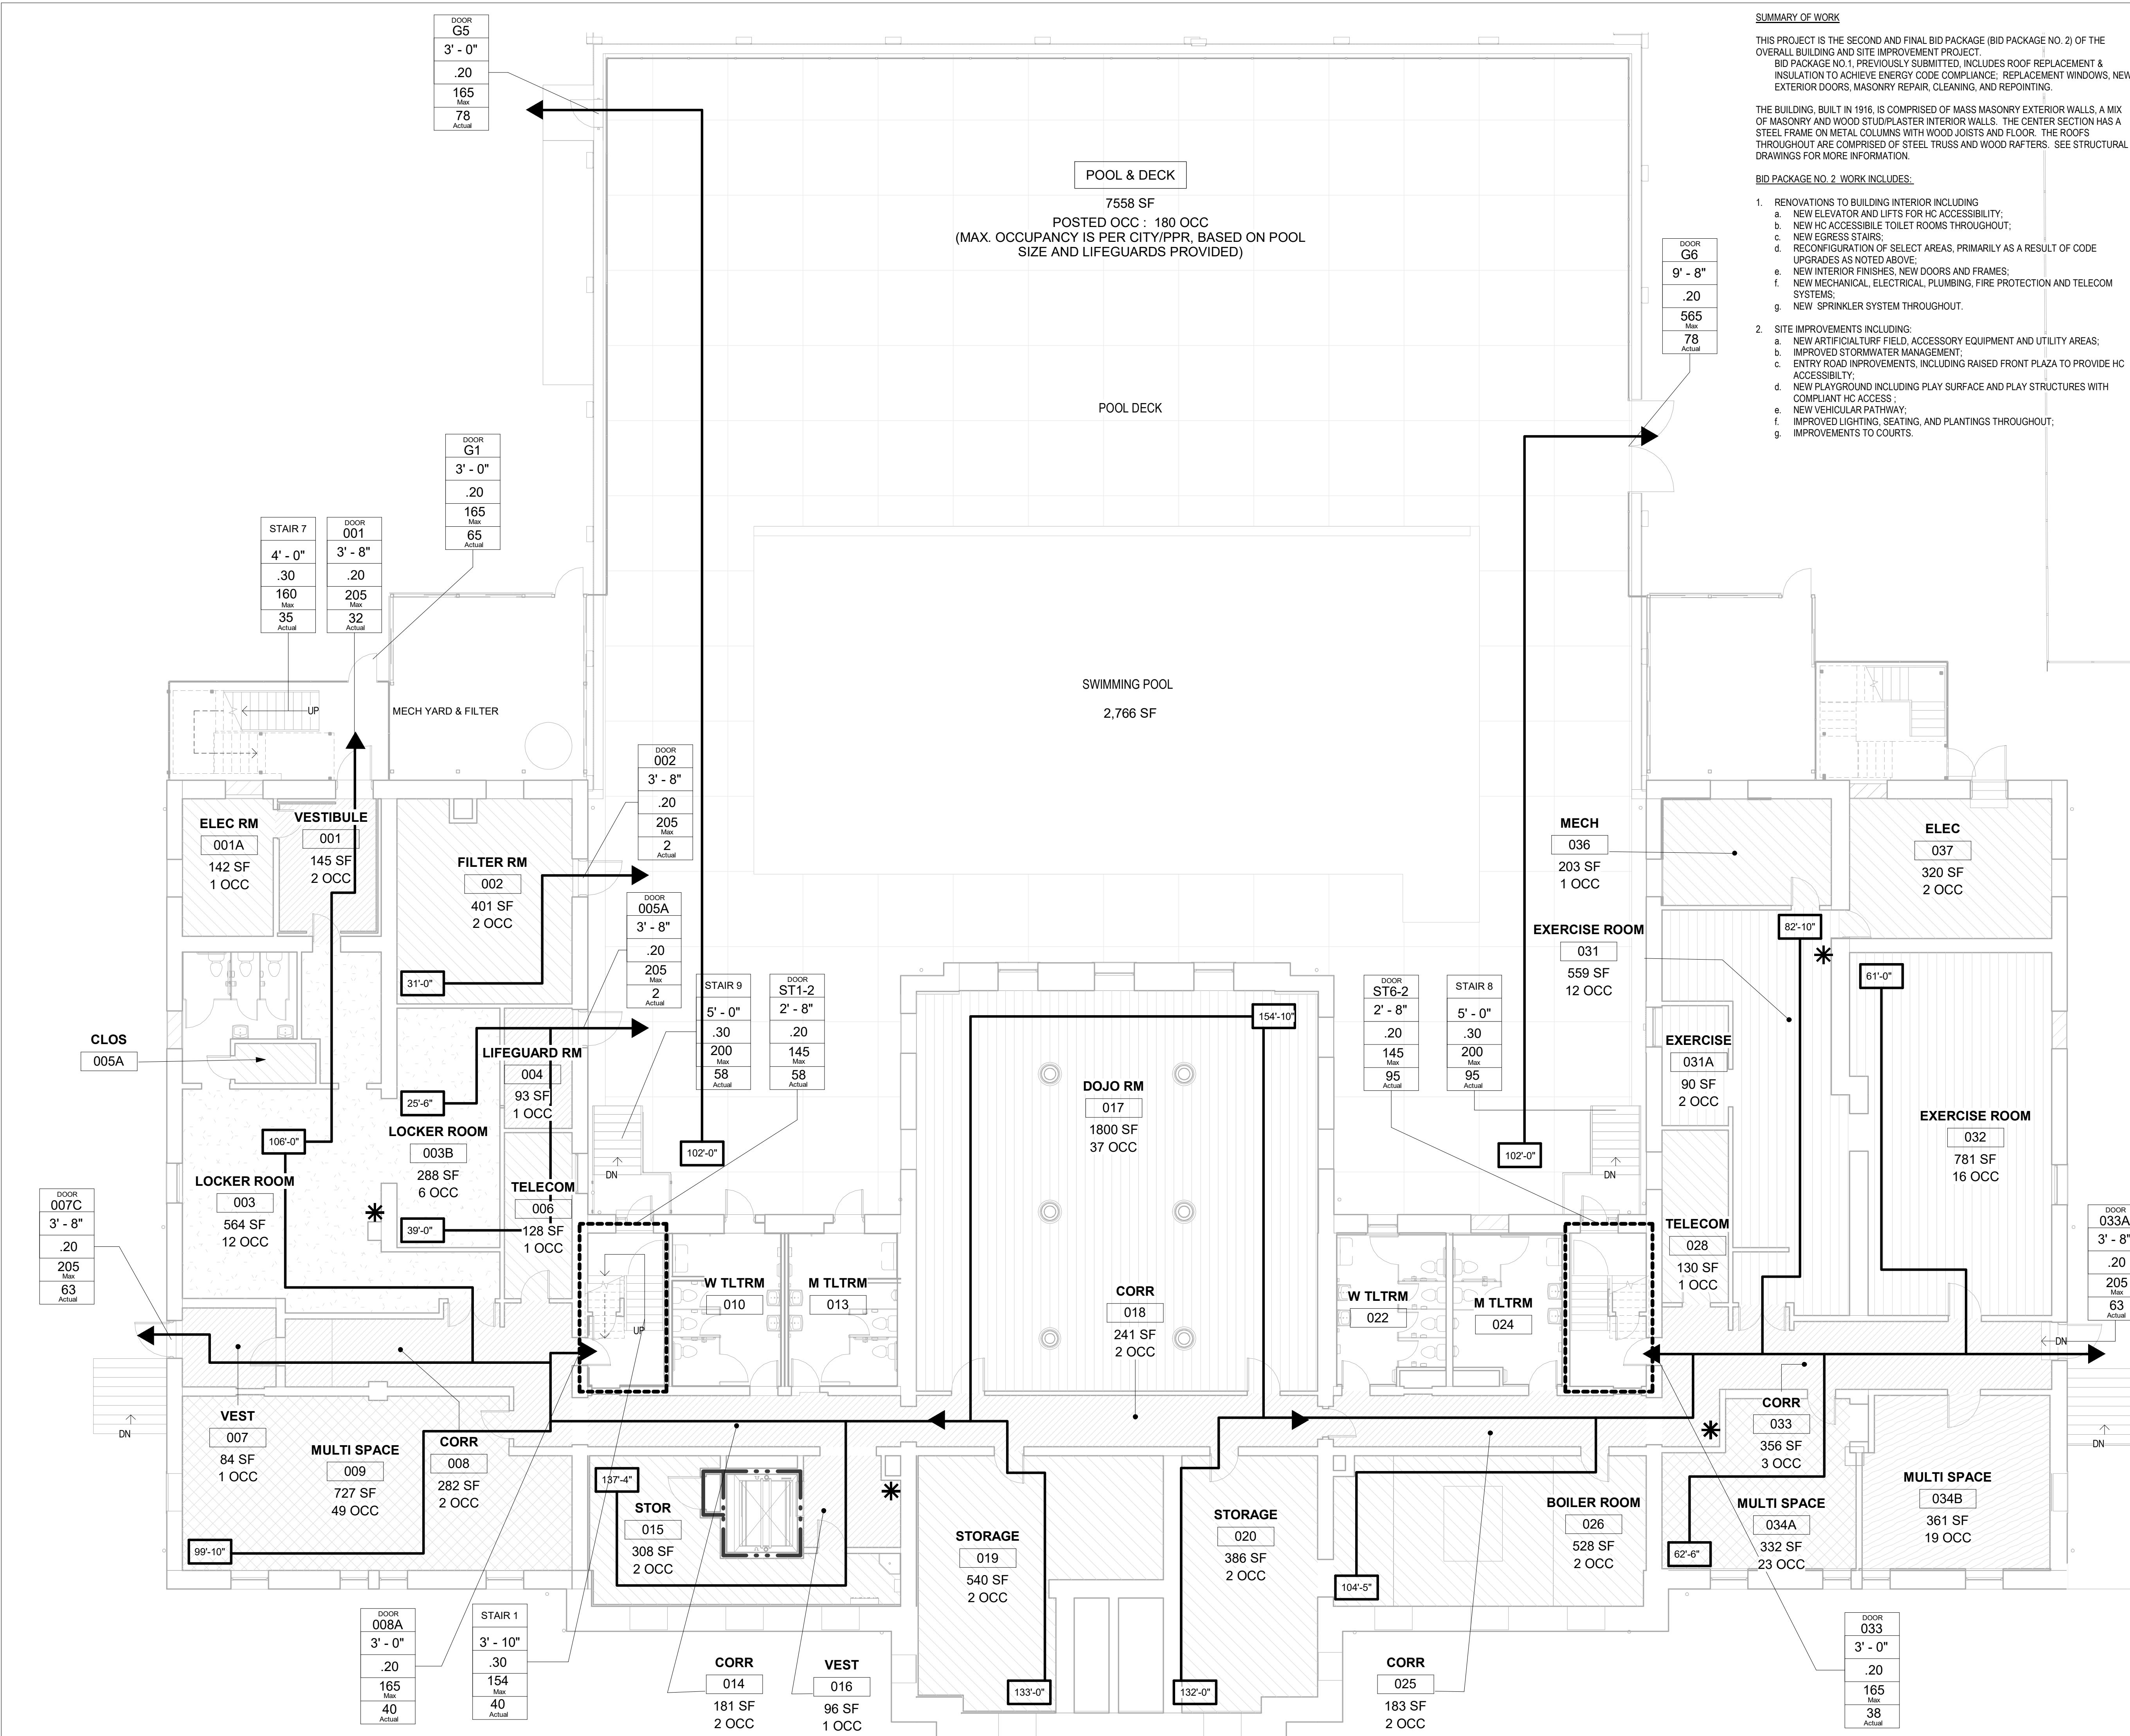 DOOR
G5
3' - 0"
.20
165
Max
78
Actual
SUMMARY OF WORK
THIS PROJECT IS THE SECOND AND FINAL BID PACKAGE (BID PACKAGE NO. 2) OF THE
OVERALL BUILDING AND SITE IMPROVEMENT PROJECT.
BID PACKAGE NO.1, PREVIOUSLY SUBMITTED, INCLUDES ROOF REPLACEMENT &
INSULATION TO ACHIEVE ENERGY CODE COMPLIANCE; REPLACEMENT WINDOWS, NEW
EXTERIOR DOORS, MASONRY REPAIR, CLEANING, AND REPOINTING.
THE BUILDING, BUILT IN 1916, IS COMPRISED OF MASS MASONRY EXTERIOR WALLS, A MIX
OF MASONRY AND WOOD STUD/PLASTER INTERIOR WALLS. THE CENTER SECTION HAS A
STEEL FRAME ON METAL COLUMNS WITH WOOD JOISTS AND FLOOR. THE ROOFS
THROUGHOUT ARE COMPRISED OF STEEL TRUSS AND WOOD RAFTERS. SEE STRUCTURAL
DRAWINGS FOR MORE INFORMATION.
BID PACKAGE NO. 2 WORK INCLUDES:
1. RENOVATIONS TO BUILDING INTERIOR INCLUDING
a. NEW ELEVATOR AND LIFTS FOR HC ACCESSIBILITY;
b. NEW HC ACCESSIBILE TOILET ROOMS THROUGHOUT;
c. NEW EGRESS STAIRS;
d. RECONFIGURATION OF SELECT AREAS, PRIMARILY AS A RESULT OF CODE
UPGRADES AS NOTED ABOVE;
e. NEW INTERIOR FINISHES, NEW DOORS AND FRAMES;
f. NEW MECHANICAL, ELECTRICAL, PLUMBING, FIRE PROTECTION AND TELECOM
SYSTEMS;
g. NEW SPRINKLER SYSTEM THROUGHOUT.
2. SITE IMPROVEMENTS INCLUDING:
a. NEW ARTIFICIALTURF FIELD, ACCESSORY EQUIPMENT AND UTILITY AREAS;
b. IMPROVED STORMWATER MANAGEMENT;
c. ENTRY ROAD INPROVEMENTS, INCLUDING RAISED FRONT PLAZA TO PROVIDE HC
ACCESSIBILTY;
d. NEW PLAYGROUND INCLUDING PLAY SURFACE AND PLAY STRUCTURES WITH
COMPLIANT HC ACCESS ;
e. NEW VEHICULAR PATHWAY;
f. IMPROVED LIGHTING, SEATING, AND PLANTINGS THROUGHOUT;
g. IMPROVEMENTS TO COURTS.
POOL & DECK
7558 SF
POSTED OCC : 180 OCC
(MAX. OCCUPANCY IS PER CITY/PPR, BASED ON POOL
SIZE AND LIFEGUARDS PROVIDED)
DOOR
G6
9' - 8"
.20
565
Max
78
Actual
POOL DECK
DOOR
G1
3' - 0"
.20
165
Max
65
Actual
STAIR 7
4' - 0"
.30
160
Max
35
Actual
DOOR
001
3' - 8"
.20
205
Max
32
Actual
SWIMMING POOL
2,766 SF
UP
MECH YARD & FILTER
DOOR
002
3' - 8"
.20
205
Max
2
Actual
ELEC RM
001A
142 SF
1 OCC
VESTIBULE
001
145 SF
2 OCC
FILTER RM
002
401 SF
2 OCC
31'-0"
MECH
036
203 SF
1 OCC
ELEC
037
320 SF
2 OCC
DOOR
005A
3' - 8"
.20
205
Max
2
Actual
EXERCISE ROOM
031
559 SF
12 OCC
82'-10"
61'-0"
STAIR 9
5' - 0"
.30
200
Max
58
Actual
DOOR
ST1-2
2' - 8"
.20
145
Max
58
Actual
154'-10"
DOOR
ST6-2
2' - 8"
.20
145
Max
95
Actual
STAIR 8
5' - 0"
.30
200
Max
95
Actual
CLOS
005A
LIFEGUARD RM
004
93 SF
1 OCC
25'-6"
EXERCISE
031A
90 SF
2 OCC
DOJO RM
017
1800 SF
37 OCC
EXERCISE ROOM
032
781 SF
16 OCC
106'-0"
LOCKER ROOM
003B
288 SF
6 OCC
102'-0"
102'-0"
DN
DN
LOCKER ROOM
003
564 SF
12 OCC
39'-0"
TELECOM
006
128 SF
1 OCC
DOOR
007C
3' - 8"
.20
205
Max
63
Actual
TELECOM
028
130 SF
1 OCC
DOOR
033A
3' - 8"
.20
205
Max
63
Actual
W TLTRM
010
M TLTRM
013
CORR
018
241 SF
2 OCC
W TLTRM
022
M TLTRM
024
UP
DN
DN
VEST
007
84 SF
1 OCC
MULTI SPACE
009
727 SF
49 OCC
CORR
008
282 SF
2 OCC
CORR
033
356 SF
3 OCC
DN
137'-4"
STOR
015
308 SF
2 OCC
STORAGE
019
540 SF
2 OCC
STORAGE
020
386 SF
2 OCC
BOILER ROOM
026
528 SF
2 OCC
MULTI SPACE
034A
332 SF
23 OCC
MULTI SPACE
034B
361 SF
19 OCC
99'-10"
62'-6"
104'-5"
DOOR
008A
3' - 0"
.20
165
Max
40
Actual
STAIR 1
3' - 10"
.30
154
Max
40
Actual
CORR
014
181 SF
2 OCC
VEST
016
96 SF
1 OCC
133'-0"
132'-0"
CORR
025
183 SF
2 OCC
DOOR
033
3' - 0"
.20
165
Max
38
Actual